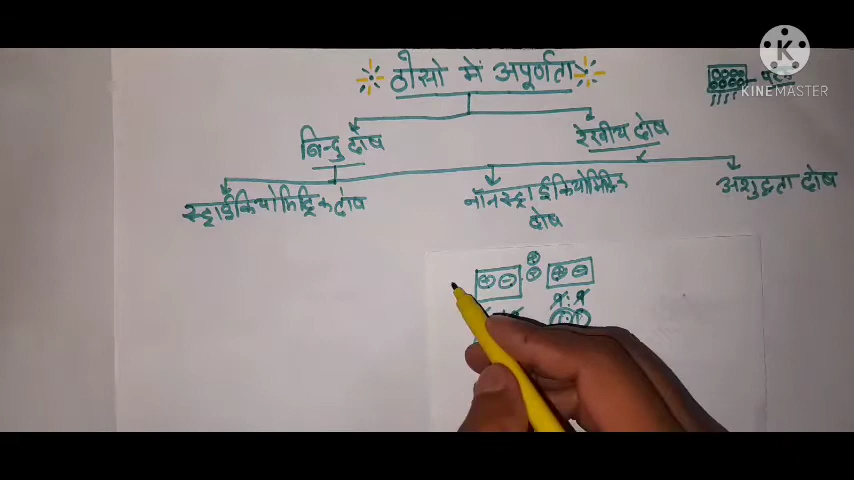 ठोसो में अपूर्णता
KINEMASTER
बिन्दु दोष
रेखीय दोष
स्ट्राईकियोमिट्रिक दोष
नॉनस्ट्राईकियोमिट्रिक
दोष
अशुद्धता दोष